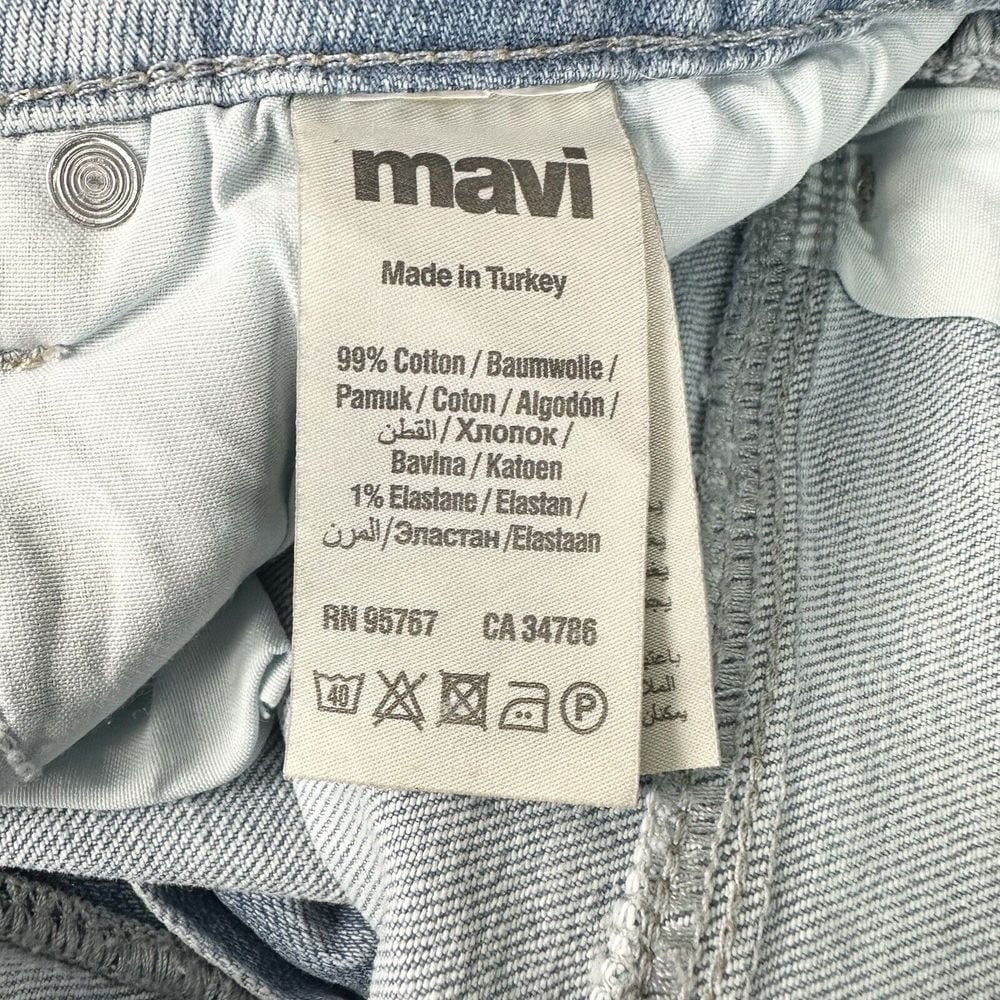 mavi
Made in Turkey
99% Cotton / Baumwolle /
Pamuk / Coton / Algodón /
القطن / Хлопок /
Bavlna / Katoen
1% Elastane / Elastan /
المرن / Эластан / Elastaan
RN 95767 CA 34786
40 P